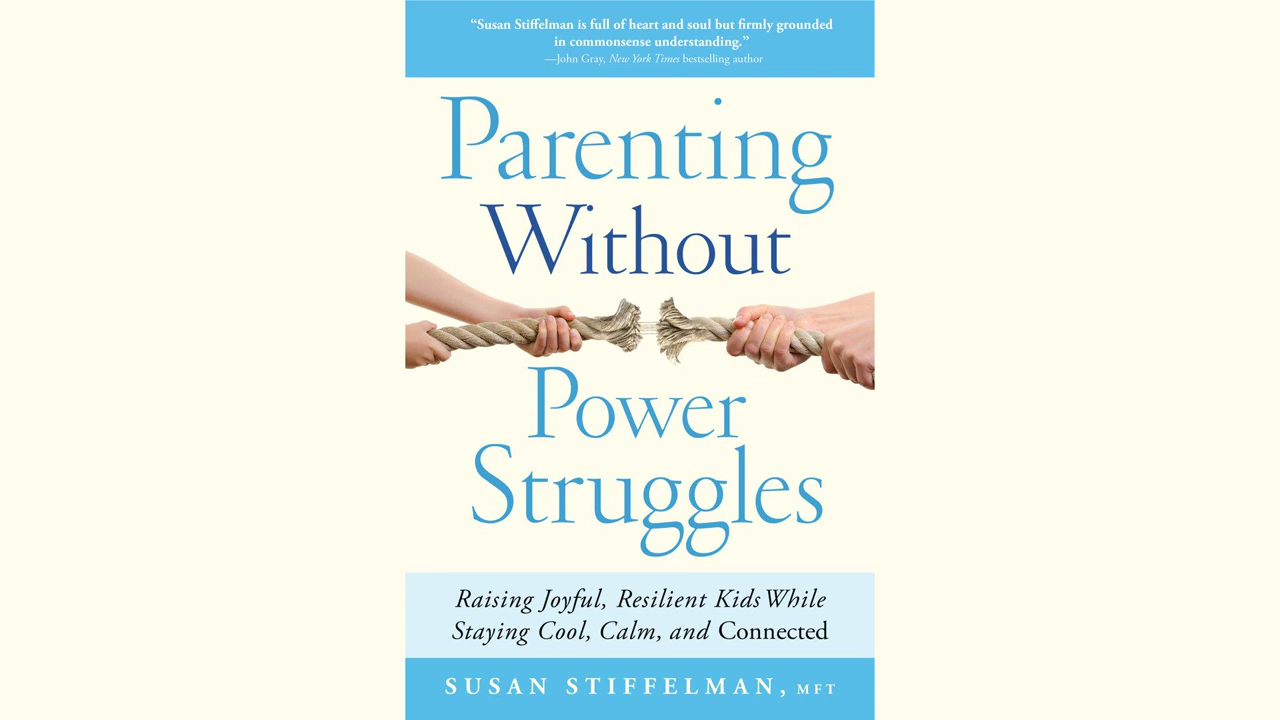 “Susan Stiffelman is full of heart and soul but firmly grounded
in commonsense understanding.”
—John Gray, New York Times bestselling author
Parenting
Without
Power
Struggles
Raising Joyful, Resilient Kids While
Staying Cool, Calm, and Connected
SUSAN STIFFELMAN, MFT